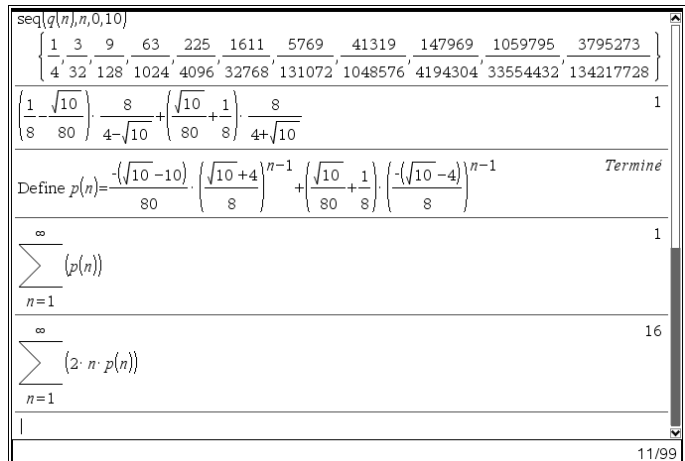 seq(q(n),n,0,10)
{1/4, 3/32, 9/128, 63/1024, 225/4096, 1611/32768, 5769/131072, 41319/1048576, 147969/4194304, 1059795/33554432, 3795273/134217728}
(1/8-√10/80)·8/(4-√10)+(√10/80+1/8)·8/(4+√10) 1
Define p(n)=-(√10-10)/80·((√10+4)/8)^(n-1)+(√10/80+1/8)·(-(√10-4)/8)^(n-1) Terminé
∞∑n=1 (p(n)) 1
∞∑n=1 (2·n·p(n)) 16
11/99